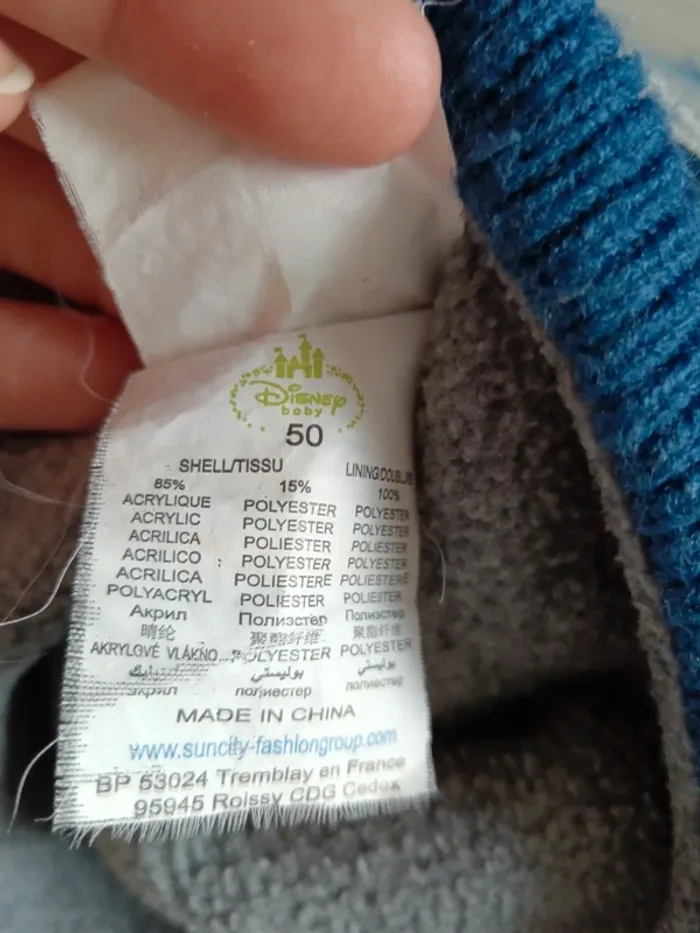 Disney
baby
50
SHELL/TISSU LINING/DOUBLURE
85% 15% 100%
ACRYLIQUE POLYESTER POLYESTER
ACRYLIC POLYESTER POLYESTER
ACRILICA POLIESTER POLIESTER
ACRILICO : POLYESTER POLYESTER
ACRILICA POLIESTERE POLIESTERE
POLYACRYL POLIESTER POLIESTER
Акрил Полиэстер Полиэстер
晴纶 聚酯纤维 聚酯纤维
AKRYLOVÉ VLÁKNO POLYESTER POLYESTER
بوليستي بوليستي
акрил полиестер полиестер
MADE IN CHINA
www.suncity-fashiongroup.com
BP 53024 Tremblay en France
95945 Roissy CDG Cedex